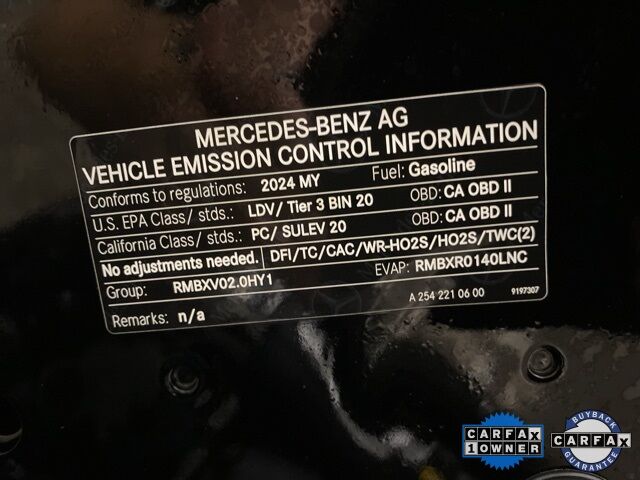 MERCEDES-BENZ AG
VEHICLE EMISSION CONTROL INFORMATION
Conforms to regulations: 2024 MY Fuel: Gasoline
U.S. EPA Class/ stds.: LDV/ Tier 3 BIN 20 OBD: CA OBD II
California Class/ stds.: PC/ SULEV 20 OBD: CA OBD II
No adjustments needed. DFI/TC/CAC/WR-HO2S/HO2S/TWC(2)
Group: RMBXV02.0HY1 EVAP: RMBXR0140LNC
Remarks: n/a A 254 221 06 00 9197307
CARFAX
1 OWNER
BUYBACK
CARFAX
GUARANTEE